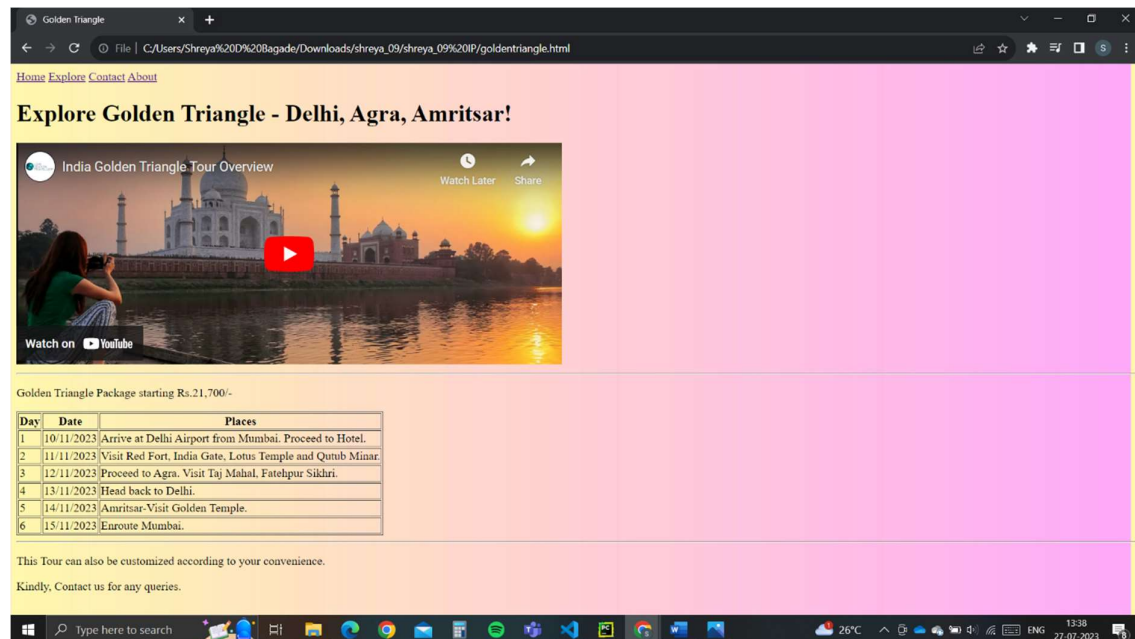 Golden Triangle
File | C:/Users/Shreya%20D%20Bagade/Downloads/shreya_09/shreya_09%20IP/goldentriangle.html
S
Home Explore Contact About
Explore Golden Triangle - Delhi, Agra, Amritsar!
India Golden Triangle Tour Overview
Watch Later Share
Watch on YouTube
Golden Triangle Package starting Rs.21,700/-
Day Date Places
1 10/11/2023 Arrive at Delhi Airport from Mumbai. Proceed to Hotel.
2 11/11/2023 Visit Red Fort, India Gate, Lotus Temple and Qutub Minar.
3 12/11/2023 Proceed to Agra. Visit Taj Mahal, Fatehpur Sikhri.
4 13/11/2023 Head back to Delhi.
5 14/11/2023 Amritsar-Visit Golden Temple.
6 15/11/2023 Enroute Mumbai.
This Tour can also be customized according to your convenience.
Kindly, Contact us for any queries.
Type here to search
26°C ENG 13:38
27-07-2023